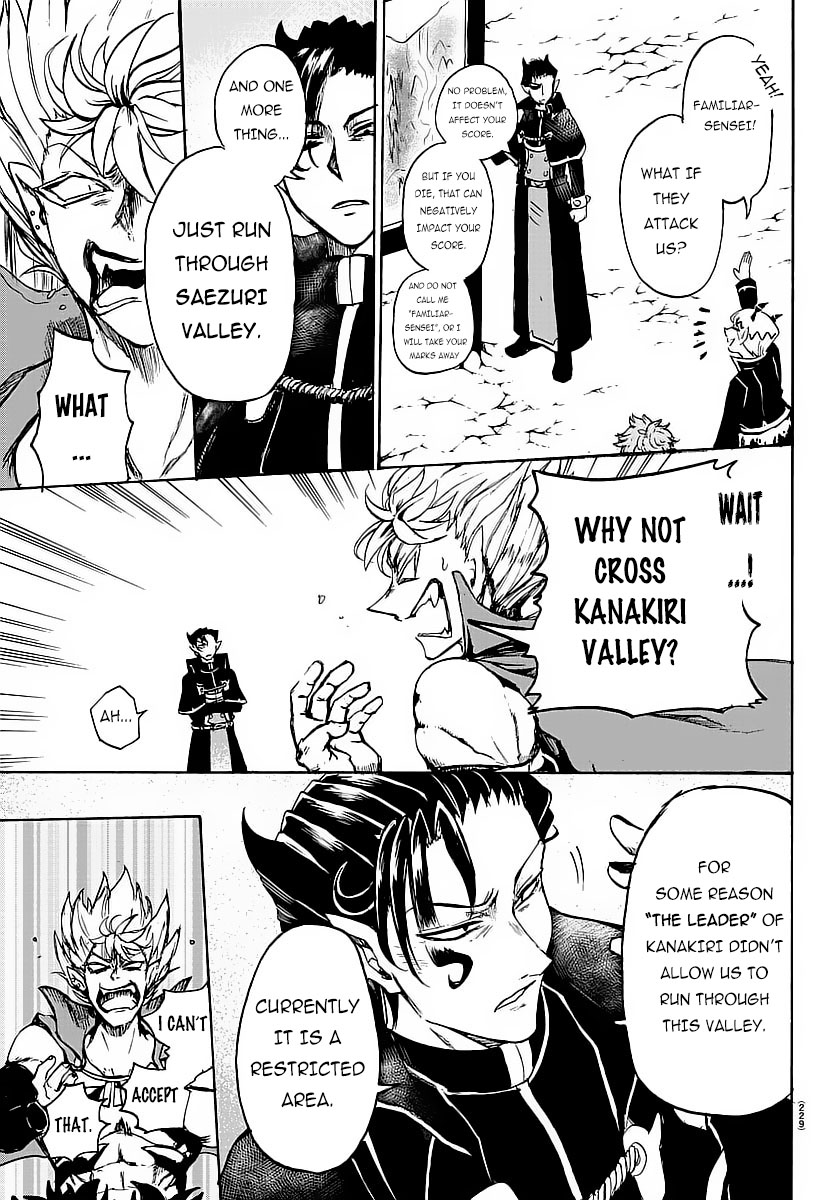 YEAH!
FAMILIAR-
SENSEI!
WHAT IF
THEY
ATTACK
US?
NO PROBLEM,
IT DOESN'T
AFFECT YOUR
SCORE.
BUT IF YOU
DIE, THAT CAN
NEGATIVELY
IMPACT YOUR
SCORE.
AND DO NOT
CALL ME
"FAMILIAR-
SENSEI", OR I
WILL TAKE YOUR
MARKS AWAY
AND ONE
MORE
THING...
JUST RUN
THROUGH
SAEZURI
VALLEY.
WHAT
...
WAIT
....!
WHY NOT
CROSS
KANAKIRI
VALLEY?
AH...
FOR
SOME REASON
"THE LEADER" OF
KANAKIRI DIDN'T
ALLOW US TO
RUN THROUGH
THIS VALLEY.
CURRENTLY
IT IS A
RESTRICTED
AREA.
I CAN'T
ACCEPT
THAT.
229